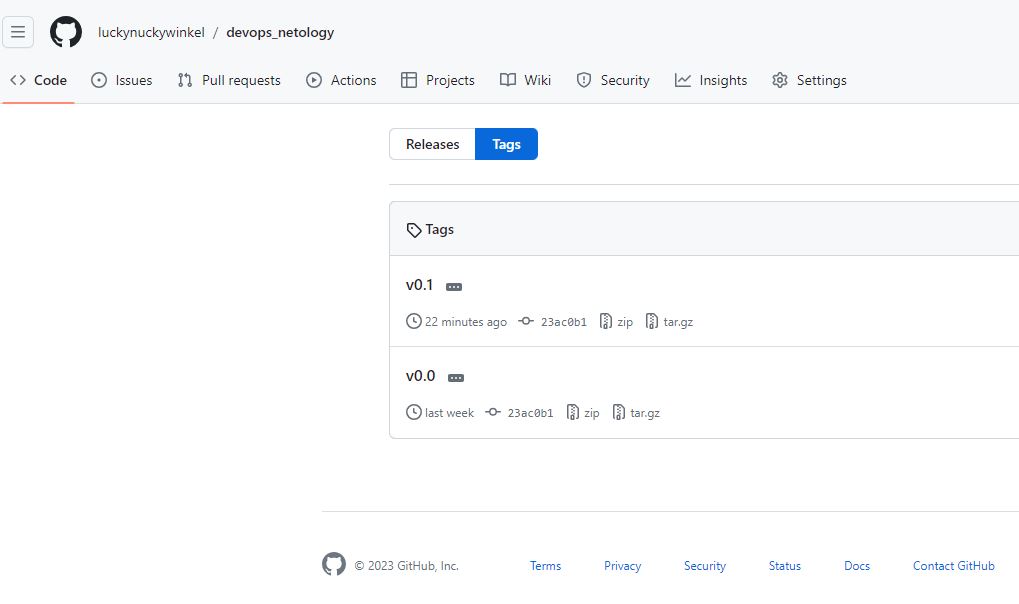 luckynuckywinkel / devops_netology
Code Issues Pull requests Actions Projects Wiki Security Insights Settings
Releases Tags
Tags
v0.1
22 minutes ago 23ac0b1 zip tar.gz
v0.0
last week 23ac0b1 zip tar.gz
© 2023 GitHub, Inc. Terms Privacy Security Status Docs Contact GitHub